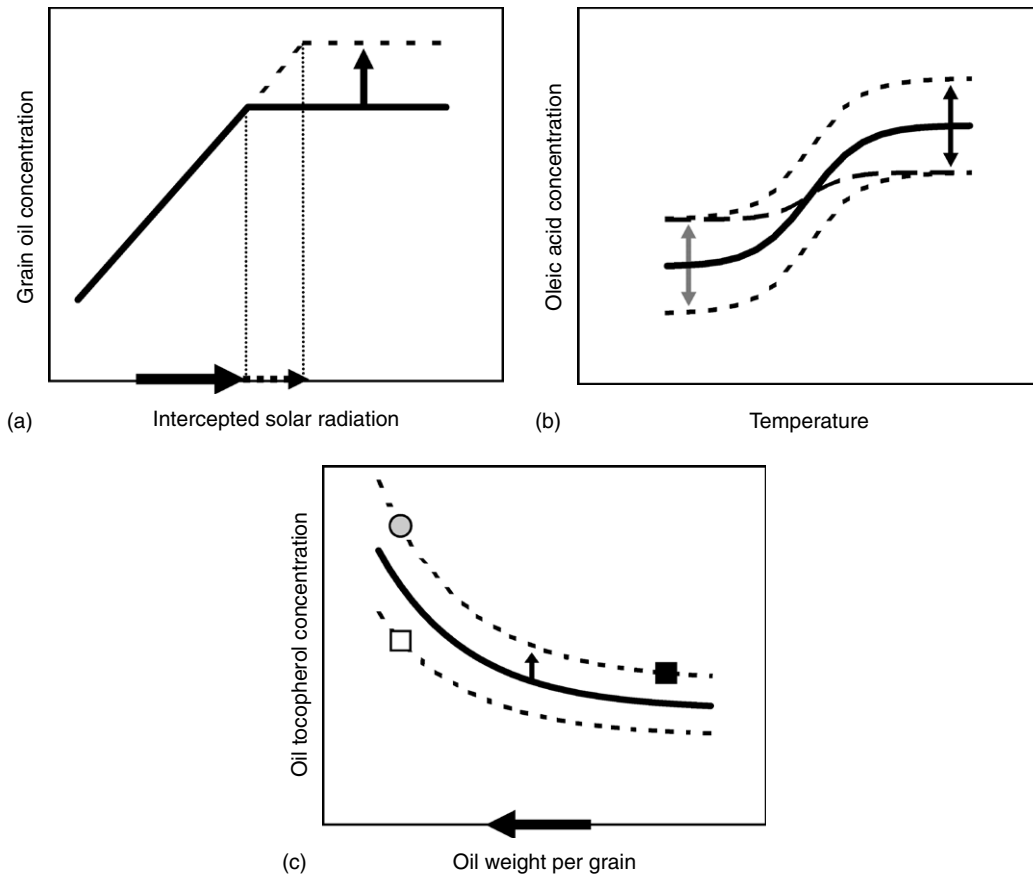 Grain oil concentration
Intercepted solar radiation
(a)
Oleic acid concentration
Temperature
(b)
Oil tocopherol concentration
Oil weight per grain
(c)